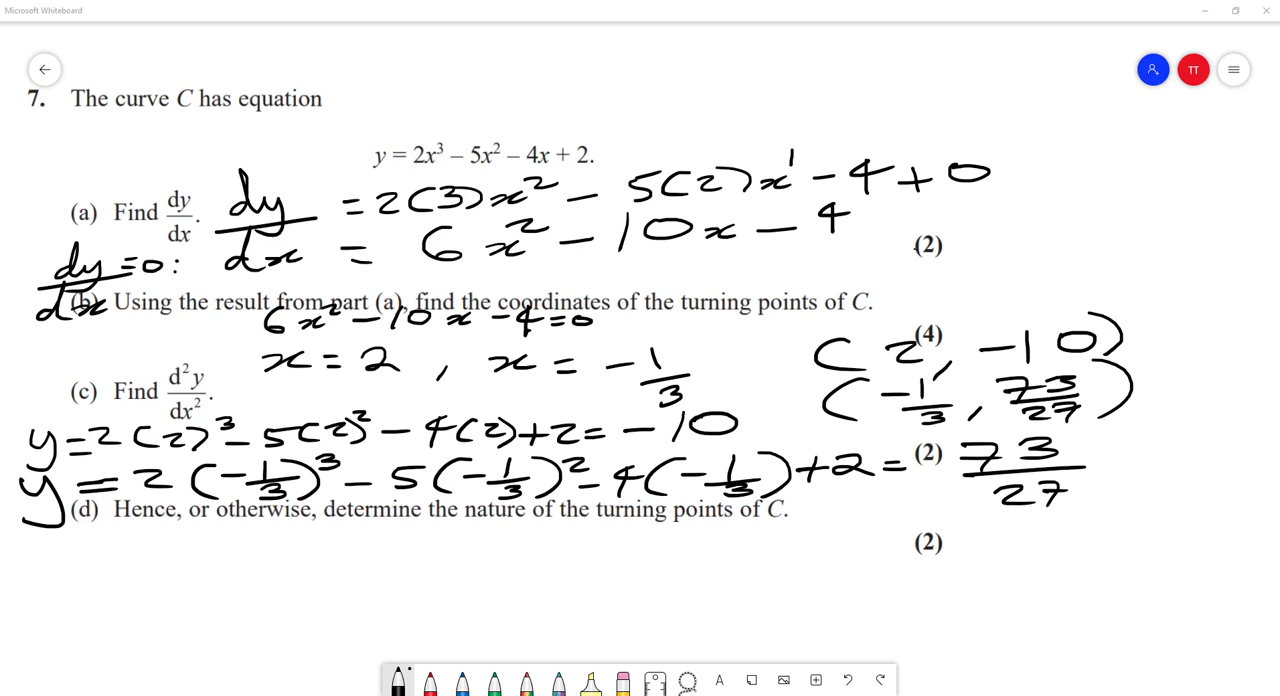 Microsoft Whiteboard
TT
7. The curve C has equation
y = 2x³ – 5x² – 4x + 2.
(a) Find dy/dx.
dy/dx = 2(3)x² – 5(2)x¹ – 4 + 0
= 6x² – 10x – 4
(2)
dy/dx = 0 :
(b) Using the result from part (a), find the coordinates of the turning points of C.
6x² – 10x – 4 = 0
(4)
x = 2 , x = –1/3
(2, –10)
(–1/3, 73/27)
(c) Find d²y/dx².
y = 2(2)³ – 5(2)² – 4(2) + 2 = –10
(2)
y = 2(–1/3)³ – 5(–1/3)² – 4(–1/3) + 2 = 73/27
(d) Hence, or otherwise, determine the nature of the turning points of C.
(2)
A